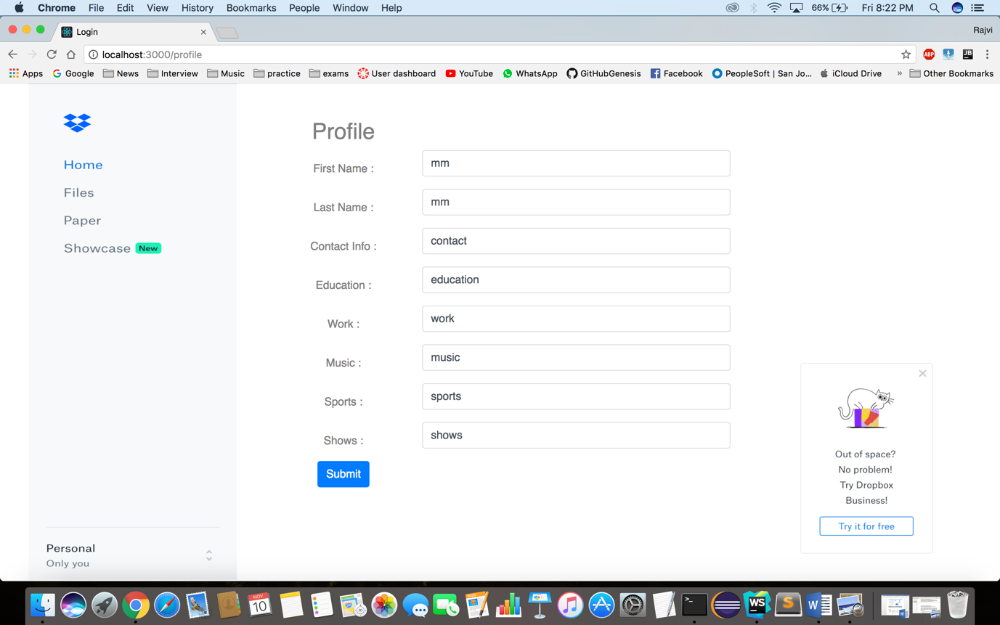 Chrome File Edit View History Bookmarks People Window Help 66% Fri 8:22 PM
Login Rajvi
localhost:3000/profile ABP JB
Apps Google News Interview Music practice exams User dashboard YouTube WhatsApp GitHubGenesis Facebook PeopleSoft | San Jo... iCloud Drive » Other Bookmarks
Home
Files
Paper
Showcase New
Personal
Only you
Profile
First Name : mm
Last Name : mm
Contact Info : contact
Education : education
Work : work
Music : music
Sports : sports
Shows : shows
Submit
Out of space?
No problem!
Try Dropbox
Business!
Try it for free
NOV
10
3D
>_
WS
S
W